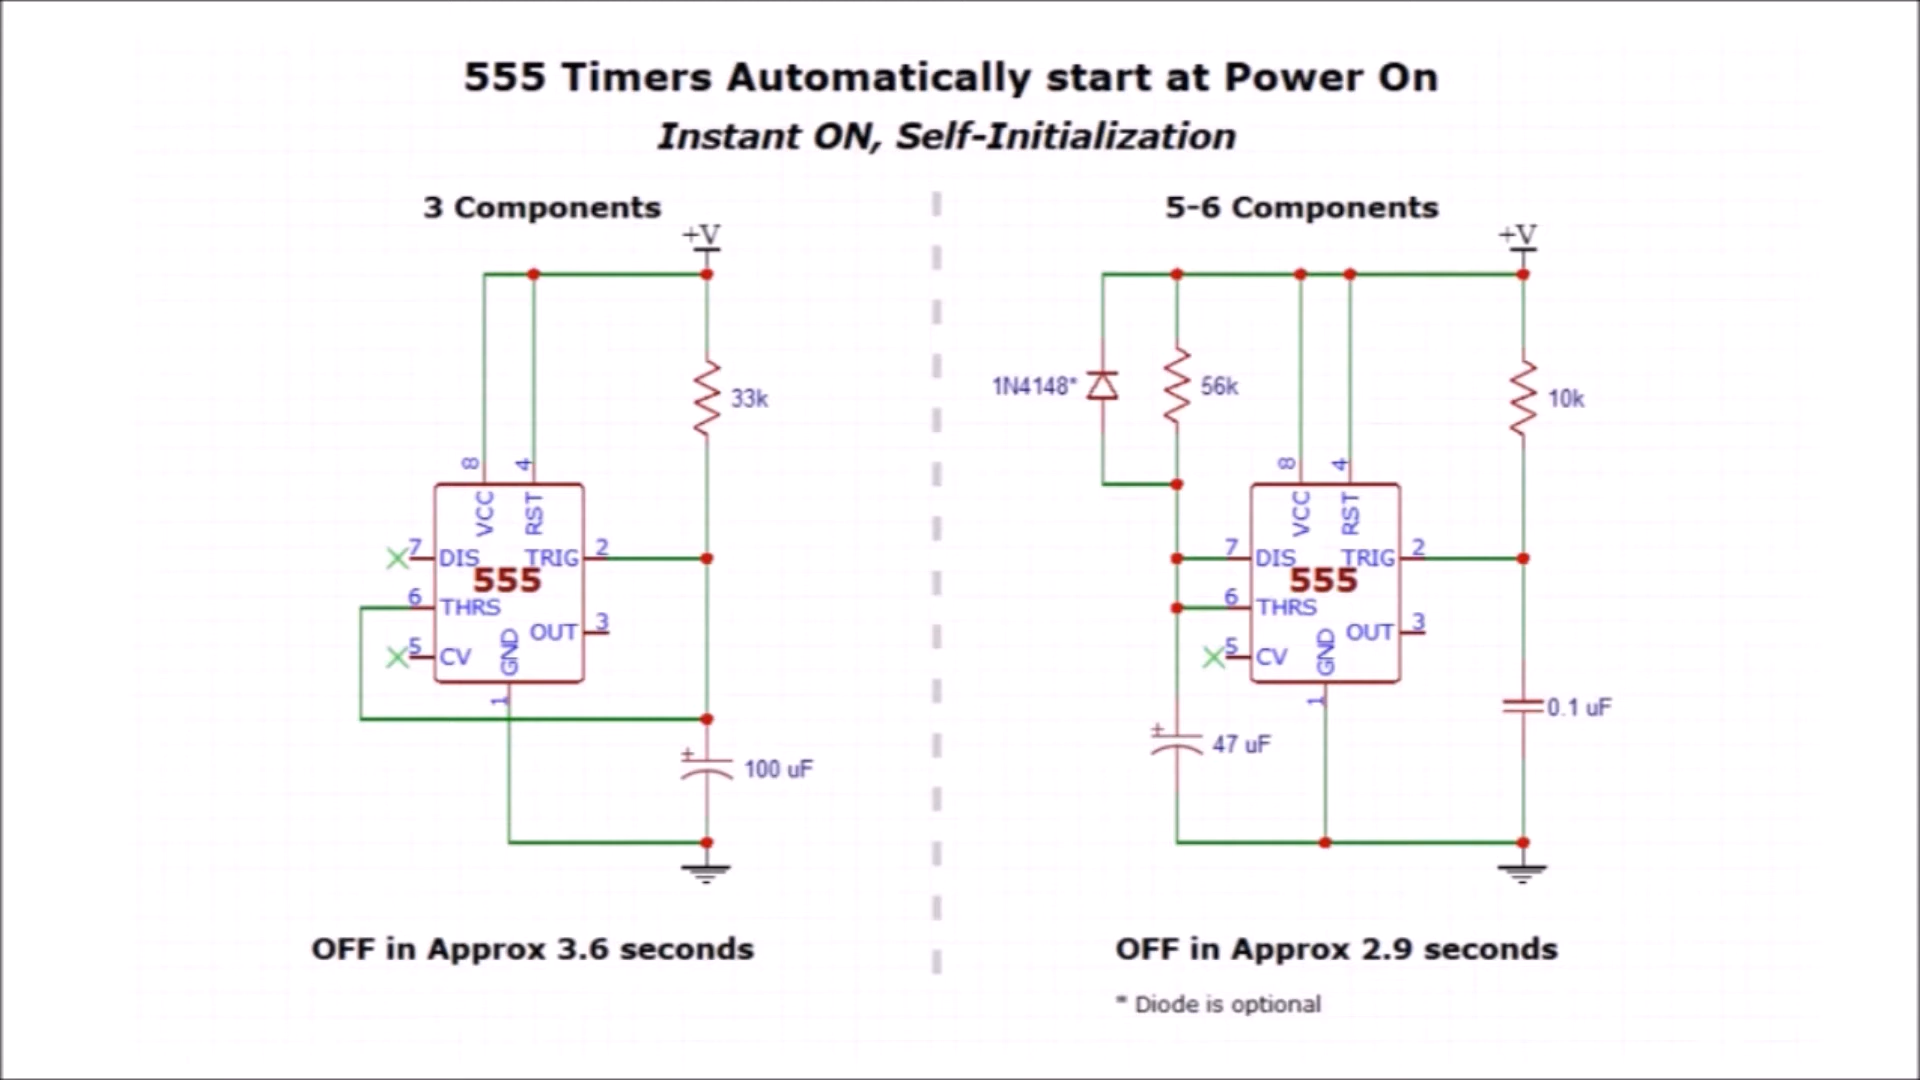 555 Timers Automatically start at Power On
Instant ON, Self-Initialization
3 Components
+V
33k
8
4
VCC
RST
7
DIS
TRIG
2
555
6
THRS
OUT
3
5
CV
GND
1
+
100 uF
OFF in Approx 3.6 seconds
5-6 Components
+V
1N4148*
56k
10k
8
4
VCC
RST
7
DIS
TRIG
2
555
6
THRS
OUT
3
5
CV
GND
1
0.1 uF
+
47 uF
OFF in Approx 2.9 seconds
* Diode is optional